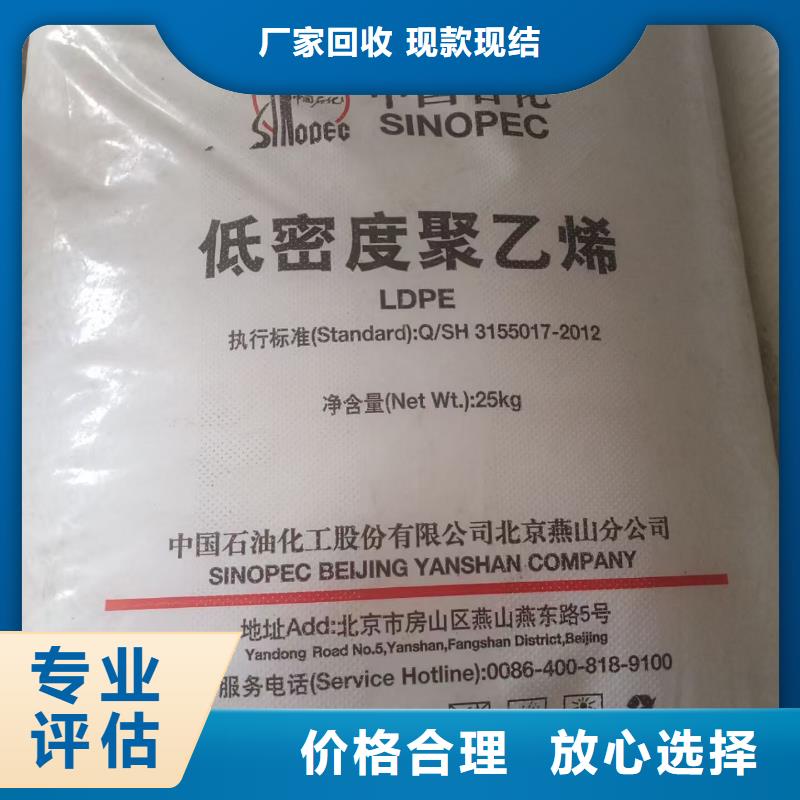 厂家回收 现款现结
中国石化
SINOPEC
SINOPEC
低密度聚乙烯
LDPE
执行标准(Standard):Q/SH 3155017-2012
净含量(Net Wt.):25kg
中国石油化工股份有限公司北京燕山分公司
SINOPEC BEIJING YANSHAN COMPANY
地址Add:北京市房山区燕山燕东路5号
Yandong Road No.5,Yanshan,Fangshan District,Beijing
服务电话(Service Hotline):0086-400-818-9100
专业
评估
价格合理 放心选择